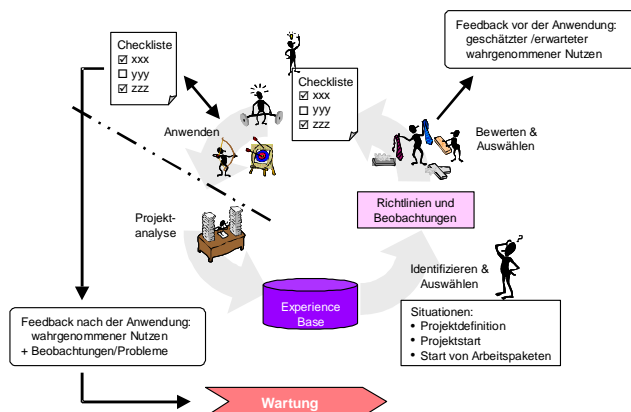 Checkliste
☑ xxx
☐ yyy
☑ zzz
Feedback vor der Anwendung:
geschätzter /erwarteter
wahrgenommener Nutzen
Checkliste
☑ xxx
☐ yyy
☑ zzz
Anwenden
Bewerten &
Auswählen
Richtlinien und
Beobachtungen
Projekt-
analyse
Identifizieren &
Auswählen
Experience
Base
Situationen:
• Projektdefinition
• Projektstart
• Start von Arbeitspaketen
Feedback nach der Anwendung:
wahrgenommener Nutzen
+ Beobachtungen/Probleme
Wartung